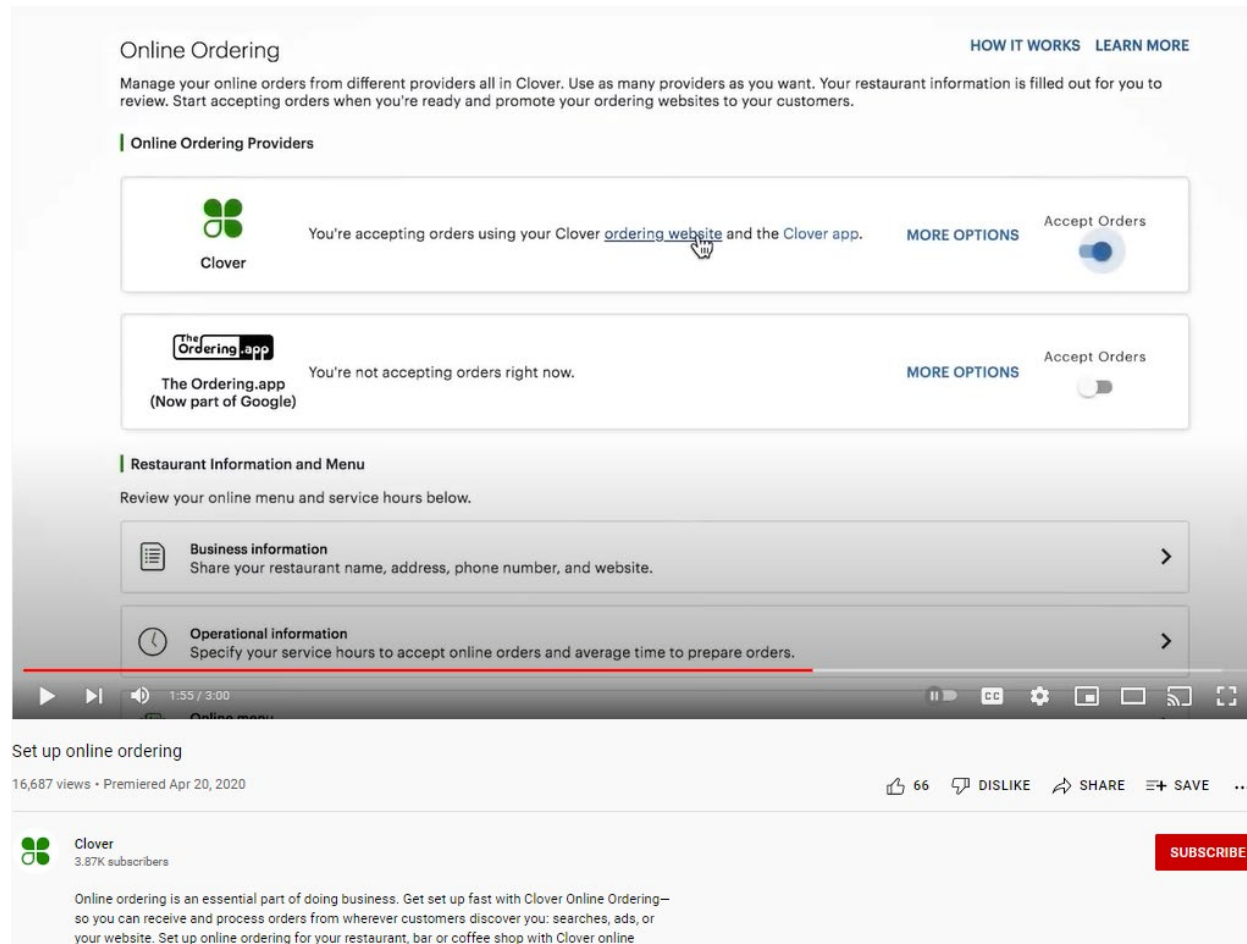 Online Ordering
HOW IT WORKS LEARN MORE
Manage your online orders from different providers all in Clover. Use as many providers as you want. Your restaurant information is filled out for you to
review. Start accepting orders when you're ready and promote your ordering websites to your customers.
Online Ordering Providers
Clover
You're accepting orders using your Clover ordering website and the Clover app.
MORE OPTIONS
Accept Orders
The Ordering.app
The Ordering.app
(Now part of Google)
You're not accepting orders right now.
MORE OPTIONS
Accept Orders
Restaurant Information and Menu
Review your online menu and service hours below.
Business information
Share your restaurant name, address, phone number, and website.
Operational information
Specify your service hours to accept online orders and average time to prepare orders.
Online menu
1:55 / 3:00
CC
Set up online ordering
16,687 views • Premiered Apr 20, 2020
66 DISLIKE SHARE SAVE ...
Clover
3.87K subscribers
SUBSCRIBE
Online ordering is an essential part of doing business. Get set up fast with Clover Online Ordering—
so you can receive and process orders from wherever customers discover you: searches, ads, or
your website. Set up online ordering for your restaurant, bar or coffee shop with Clover online